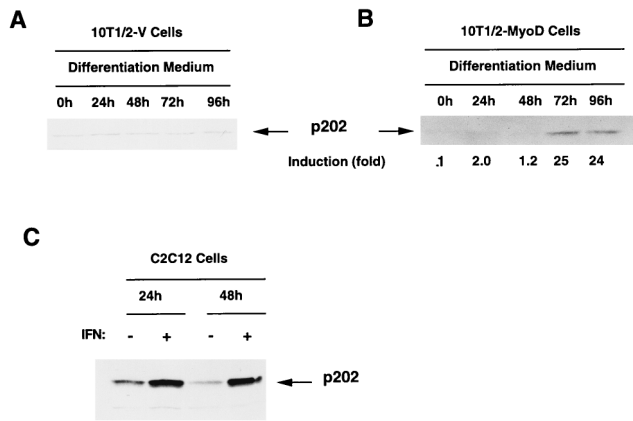 A
10T1/2-V Cells
Differentiation Medium
0h 24h 48h 72h 96h
p202
B
10T1/2-MyoD Cells
Differentiation Medium
0h 24h 48h 72h 96h
Induction (fold) .1 2.0 1.2 25 24
C
C2C12 Cells
24h 48h
IFN: - + - +
p202